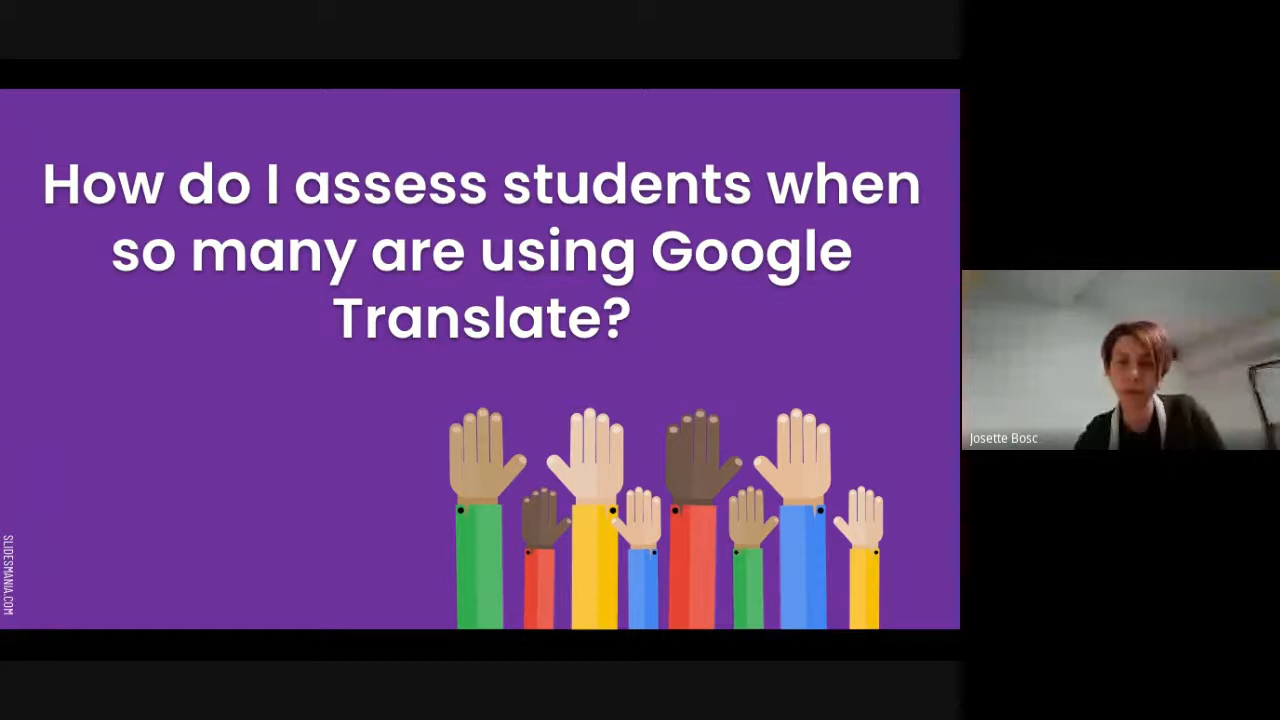 How do I assess students when
so many are using Google
Translate?
SLIDESMANIA.COM
Josette Bosc